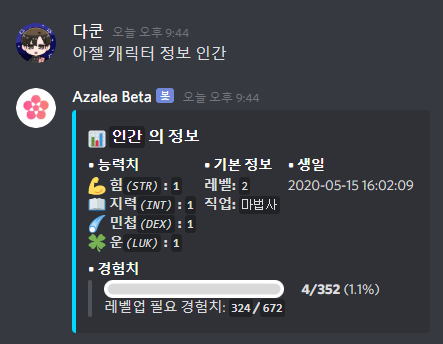 다쿤 오늘 오후 9:44
아젤 캐릭터 정보 인간
Azalea Beta 봇 오늘 오후 9:44
인간 의 정보
• 능력치 • 기본 정보 • 생일
힘(STR) : 1 레벨: 2 2020-05-15 16:02:09
지력(INT) : 1 직업: 마법사
민첩(DEX) : 1
운(LUK) : 1
• 경험치
4/352 (1.1%)
레벨업 필요 경험치: 324/672